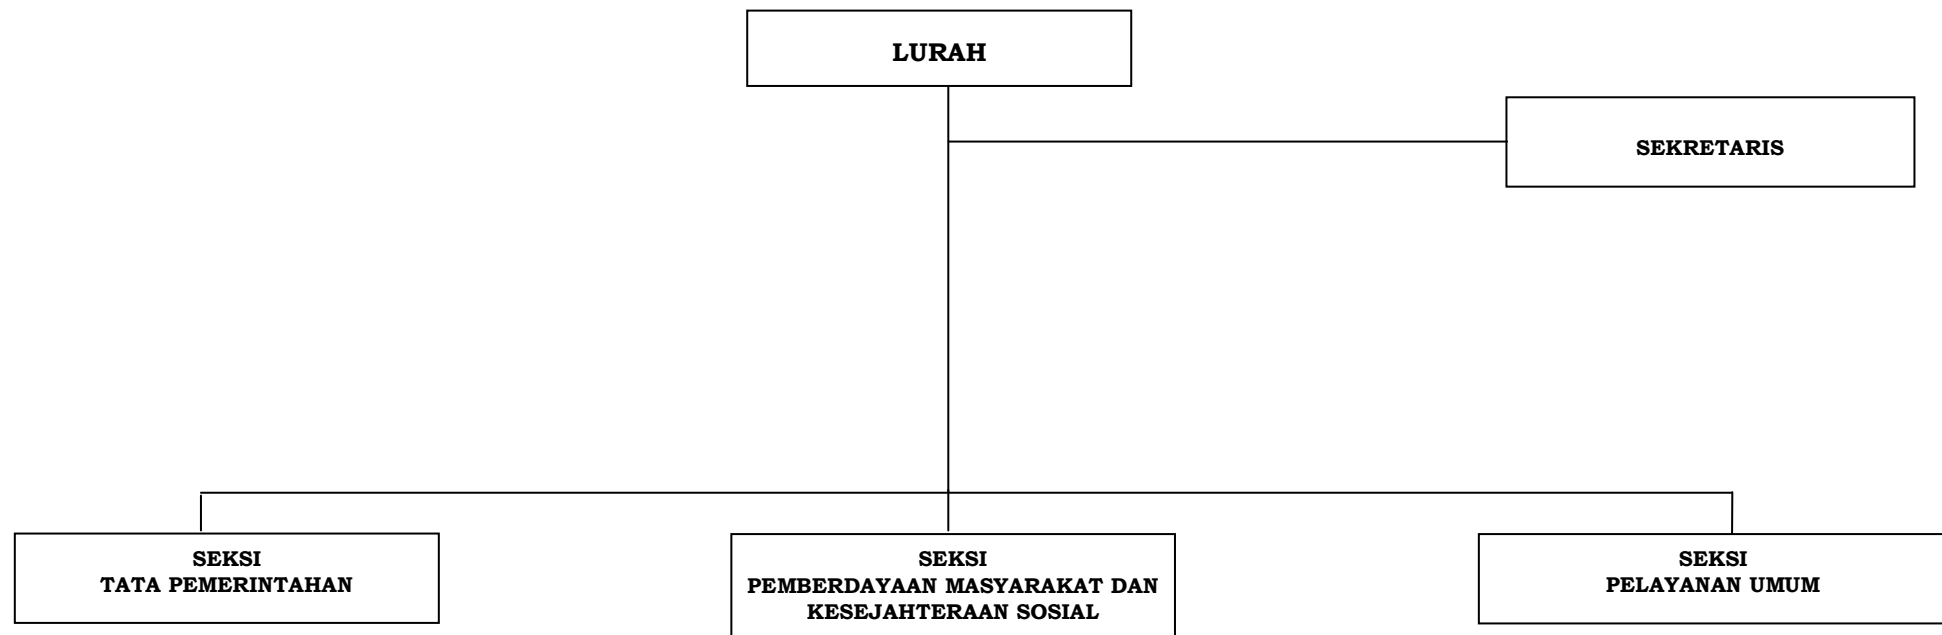 LURAH
SEKRETARIS
SEKSI
TATA PEMERINTAHAN
SEKSI
PEMBERDAYAAN MASYARAKAT DAN
KESEJAHTERAAN SOSIAL
SEKSI
PELAYANAN UMUM